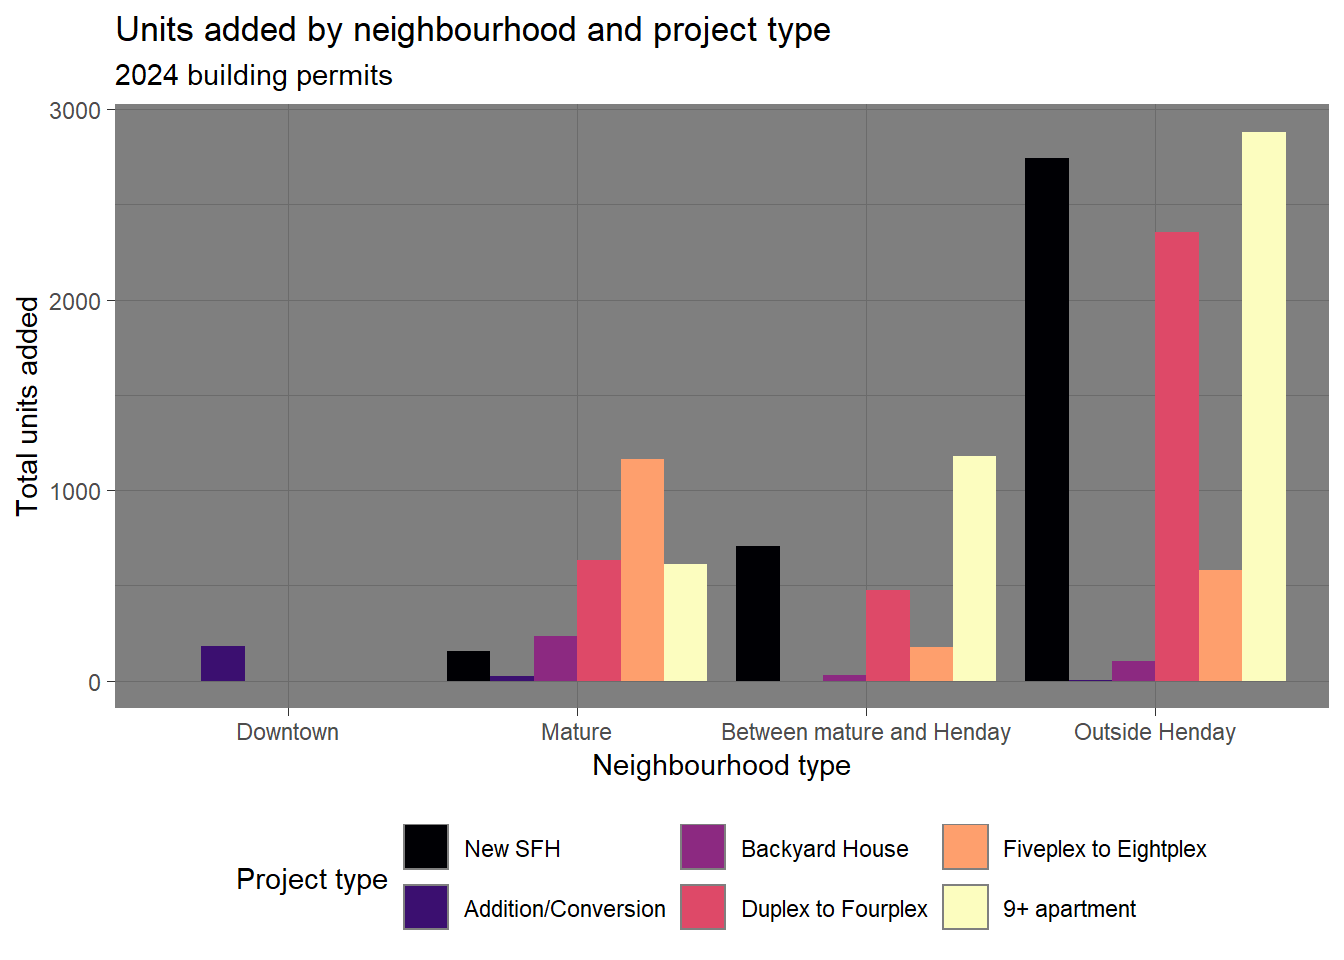 Units added by neighbourhood and project type
2024 building permits
Total units added
3000
2000
1000
0
Downtown
Mature
Between mature and Henday
Outside Henday
Neighbourhood type
Project type
New SFH
Addition/Conversion
Backyard House
Duplex to Fourplex
Fiveplex to Eightplex
9+ apartment